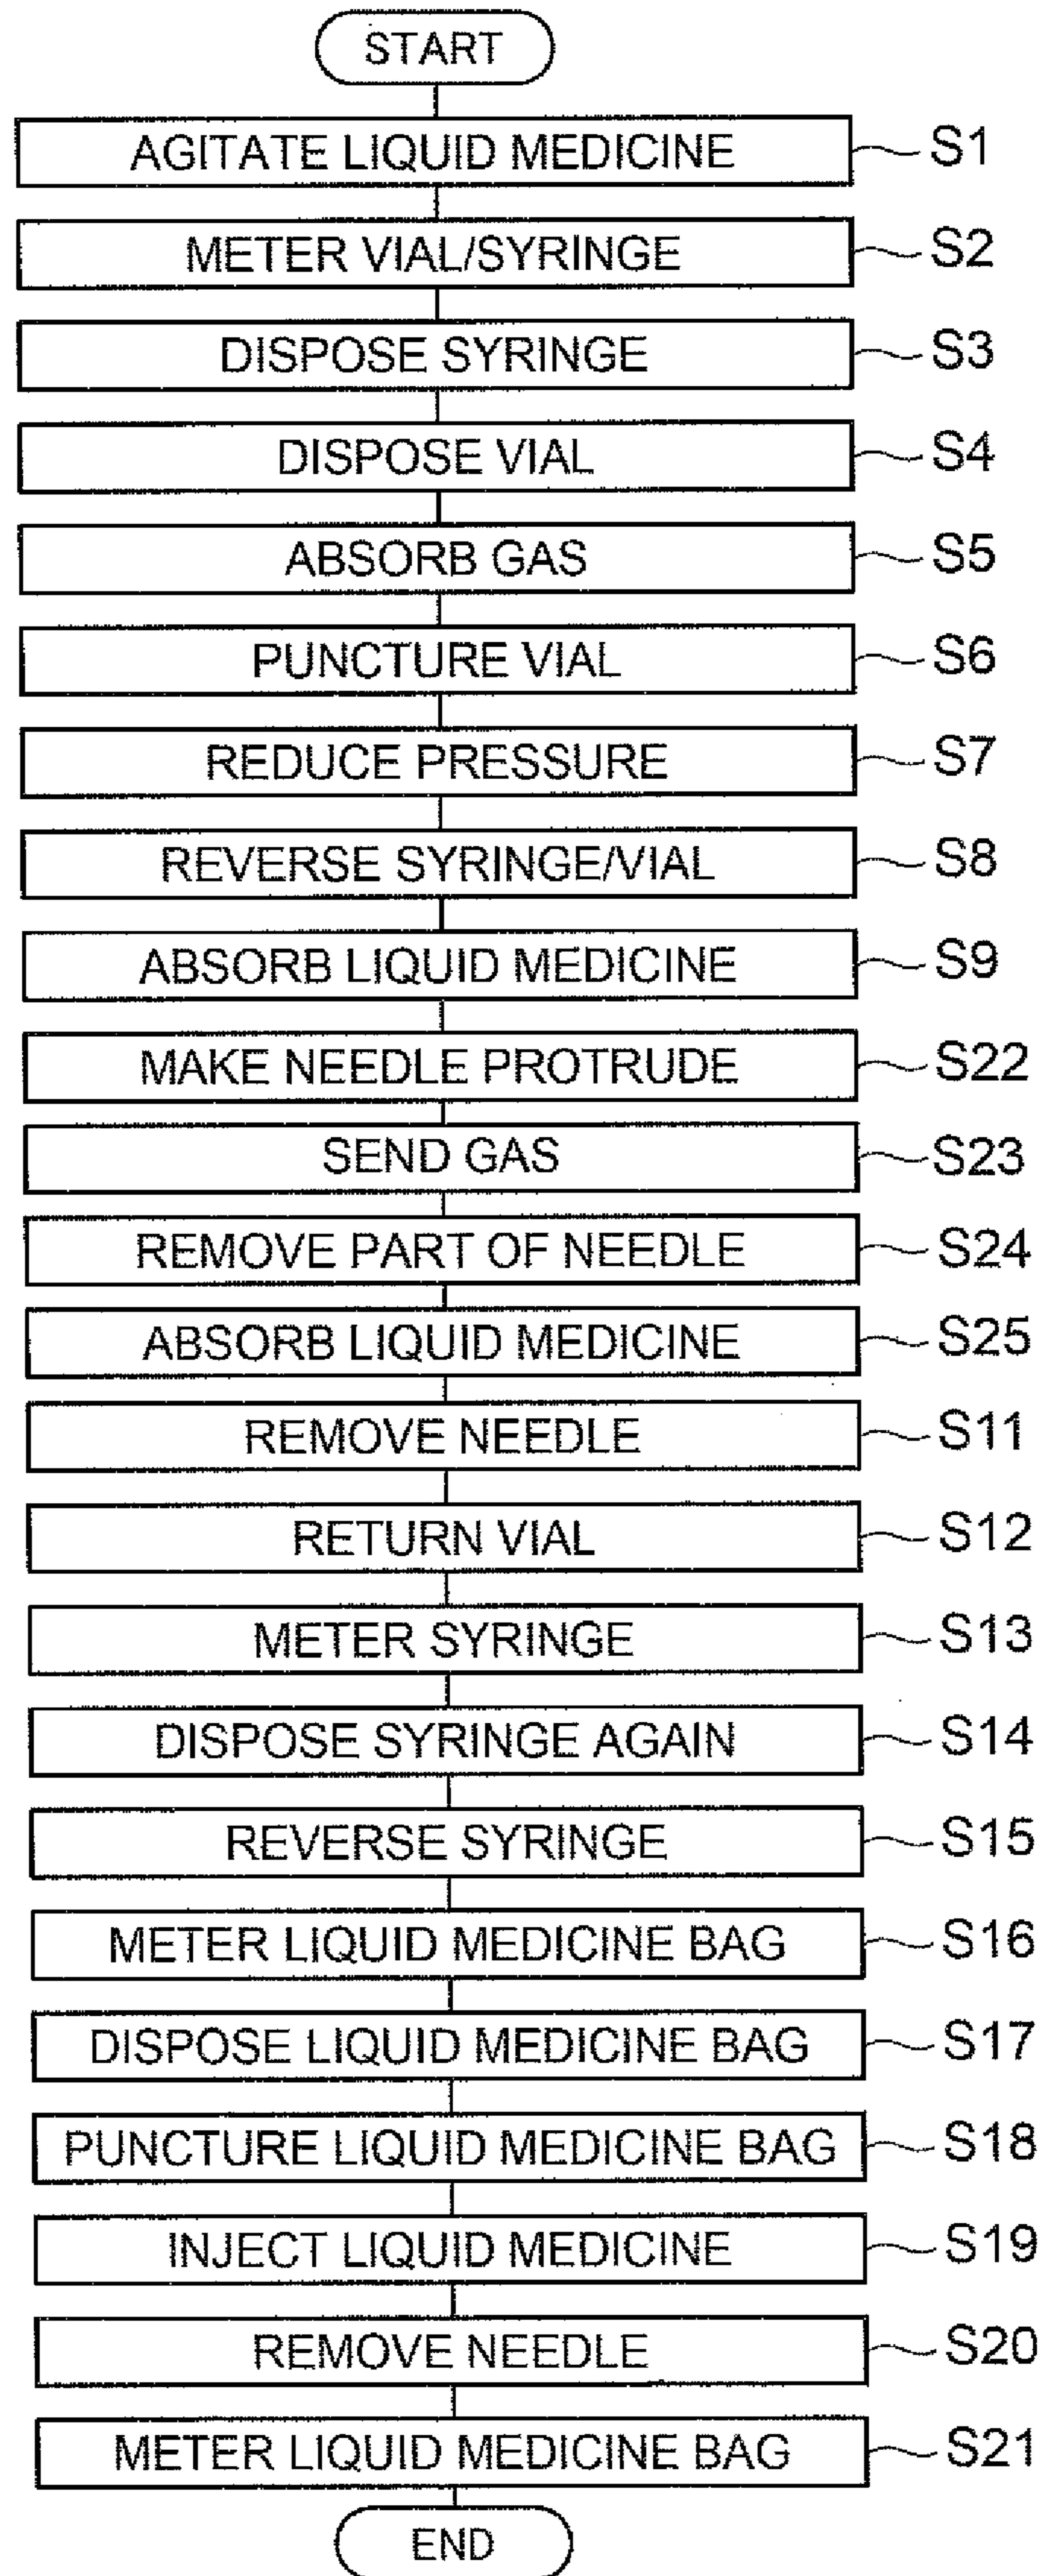 START
AGITATE LIQUID MEDICINE S1
METER VIAL/SYRINGE S2
DISPOSE SYRINGE S3
DISPOSE VIAL S4
ABSORB GAS S5
PUNCTURE VIAL S6
REDUCE PRESSURE S7
REVERSE SYRINGE/VIAL S8
ABSORB LIQUID MEDICINE S9
MAKE NEEDLE PROTRUDE S22
SEND GAS S23
REMOVE PART OF NEEDLE S24
ABSORB LIQUID MEDICINE S25
REMOVE NEEDLE S11
RETURN VIAL S12
METER SYRINGE S13
DISPOSE SYRINGE AGAIN S14
REVERSE SYRINGE S15
METER LIQUID MEDICINE BAG S16
DISPOSE LIQUID MEDICINE BAG S17
PUNCTURE LIQUID MEDICINE BAG S18
INJECT LIQUID MEDICINE S19
REMOVE NEEDLE S20
METER LIQUID MEDICINE BAG S21
END